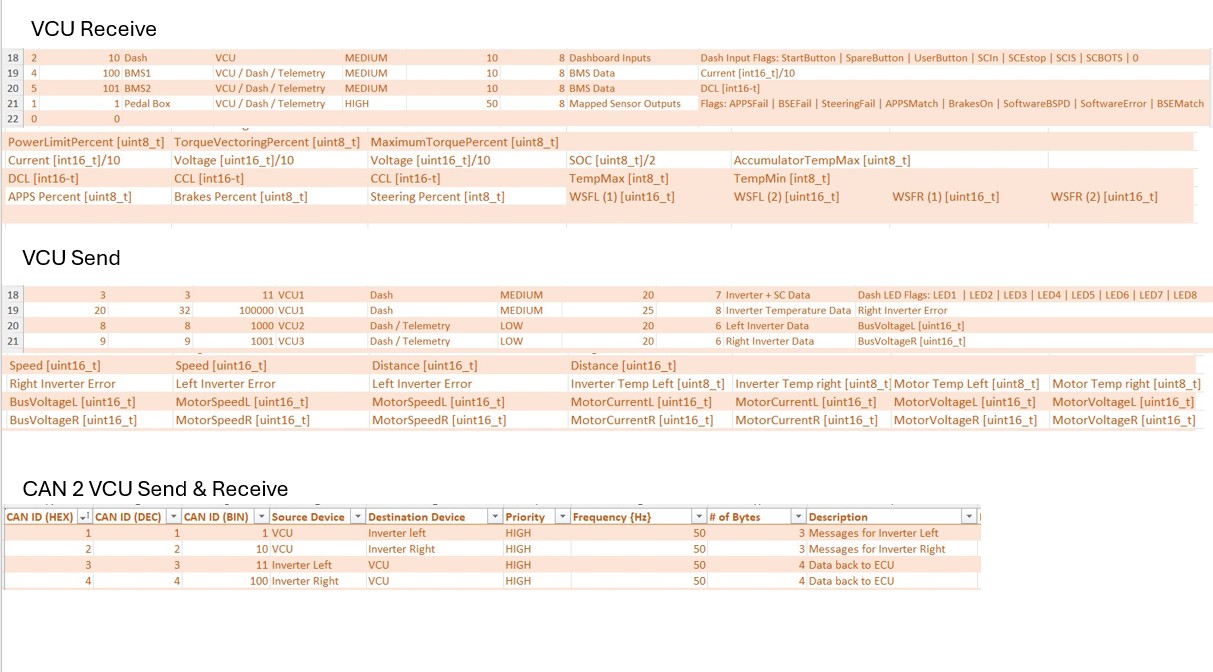 VCU Receive
18 2 10 Dash VCU MEDIUM 10 8 Dashboard Inputs Dash Input Flags: StartButton | SpareButton | UserButton | SCIn | SCEstop | SCIS | SCBOTS | 0
19 4 100 BMS1 VCU / Dash / Telemetry MEDIUM 10 8 BMS Data Current [int16_t]/10
20 5 101 BMS2 VCU / Dash / Telemetry MEDIUM 10 8 BMS Data DCL [int16-t]
21 1 1 Pedal Box VCU / Dash / Telemetry HIGH 50 8 Mapped Sensor Outputs Flags: APPSFail | BSEFail | SteeringFail | APPSMatch | BrakesOn | SoftwareBSPD | SoftwareError | BSEMatch
22 0 0
PowerLimitPercent [uint8_t] TorqueVectoringPercent [uint8_t] MaximumTorquePercent [uint8_t]
Current [int16_t]/10 Voltage [uint16_t]/10 Voltage [uint16_t]/10 SOC [uint8_t]/2 AccumulatorTempMax [uint8_t]
DCL [int16-t] CCL [int16-t] CCL [int16-t] TempMax [int8_t] TempMin [int8_t]
APPS Percent [uint8_t] Brakes Percent [uint8_t] Steering Percent [int8_t] WSFL (1) [uint16_t] WSFL (2) [uint16_t] WSFR (1) [uint16_t] WSFR (2) [uint16_t]
VCU Send
18 3 3 11 VCU1 Dash MEDIUM 20 7 Inverter + SC Data Dash LED Flags: LED1 | LED2 | LED3 | LED4 | LED5 | LED6 | LED7 | LED8
19 20 32 100000 VCU1 Dash MEDIUM 25 8 Inverter Temperature Data Right Inverter Error
20 8 8 1000 VCU2 Dash / Telemetry LOW 20 6 Left Inverter Data BusVoltageL [uint16_t]
21 9 9 1001 VCU3 Dash / Telemetry LOW 20 6 Right Inverter Data BusVoltageR [uint16_t]
Speed [uint16_t] Speed [uint16_t] Distance [uint16_t] Distance [uint16_t]
Right Inverter Error Left Inverter Error Left Inverter Error Inverter Temp Left [uint8_t] Inverter Temp right [uint8_t] Motor Temp Left [uint8_t] Motor Temp right [uint8_t]
BusVoltageL [uint16_t] MotorSpeedL [uint16_t] MotorSpeedL [uint16_t] MotorCurrentL [uint16_t] MotorCurrentL [uint16_t] MotorVoltageL [uint16_t] MotorVoltageL [uint16_t]
BusVoltageR [uint16_t] MotorSpeedR [uint16_t] MotorSpeedR [uint16_t] MotorCurrentR [uint16_t] MotorCurrentR [uint16_t] MotorVoltageR [uint16_t] MotorVoltageR [uint16_t]
CAN 2 VCU Send & Receive
CAN ID (HEX) CAN ID (DEC) CAN ID (BIN) Source Device Destination Device Priority Frequency {Hz} # of Bytes Description
1 1 1 VCU Inverter left HIGH 50 3 Messages for Inverter Left
2 2 10 VCU Inverter Right HIGH 50 3 Messages for Inverter Right
3 3 11 Inverter Left VCU HIGH 50 4 Data back to ECU
4 4 100 Inverter Right VCU HIGH 50 4 Data back to ECU